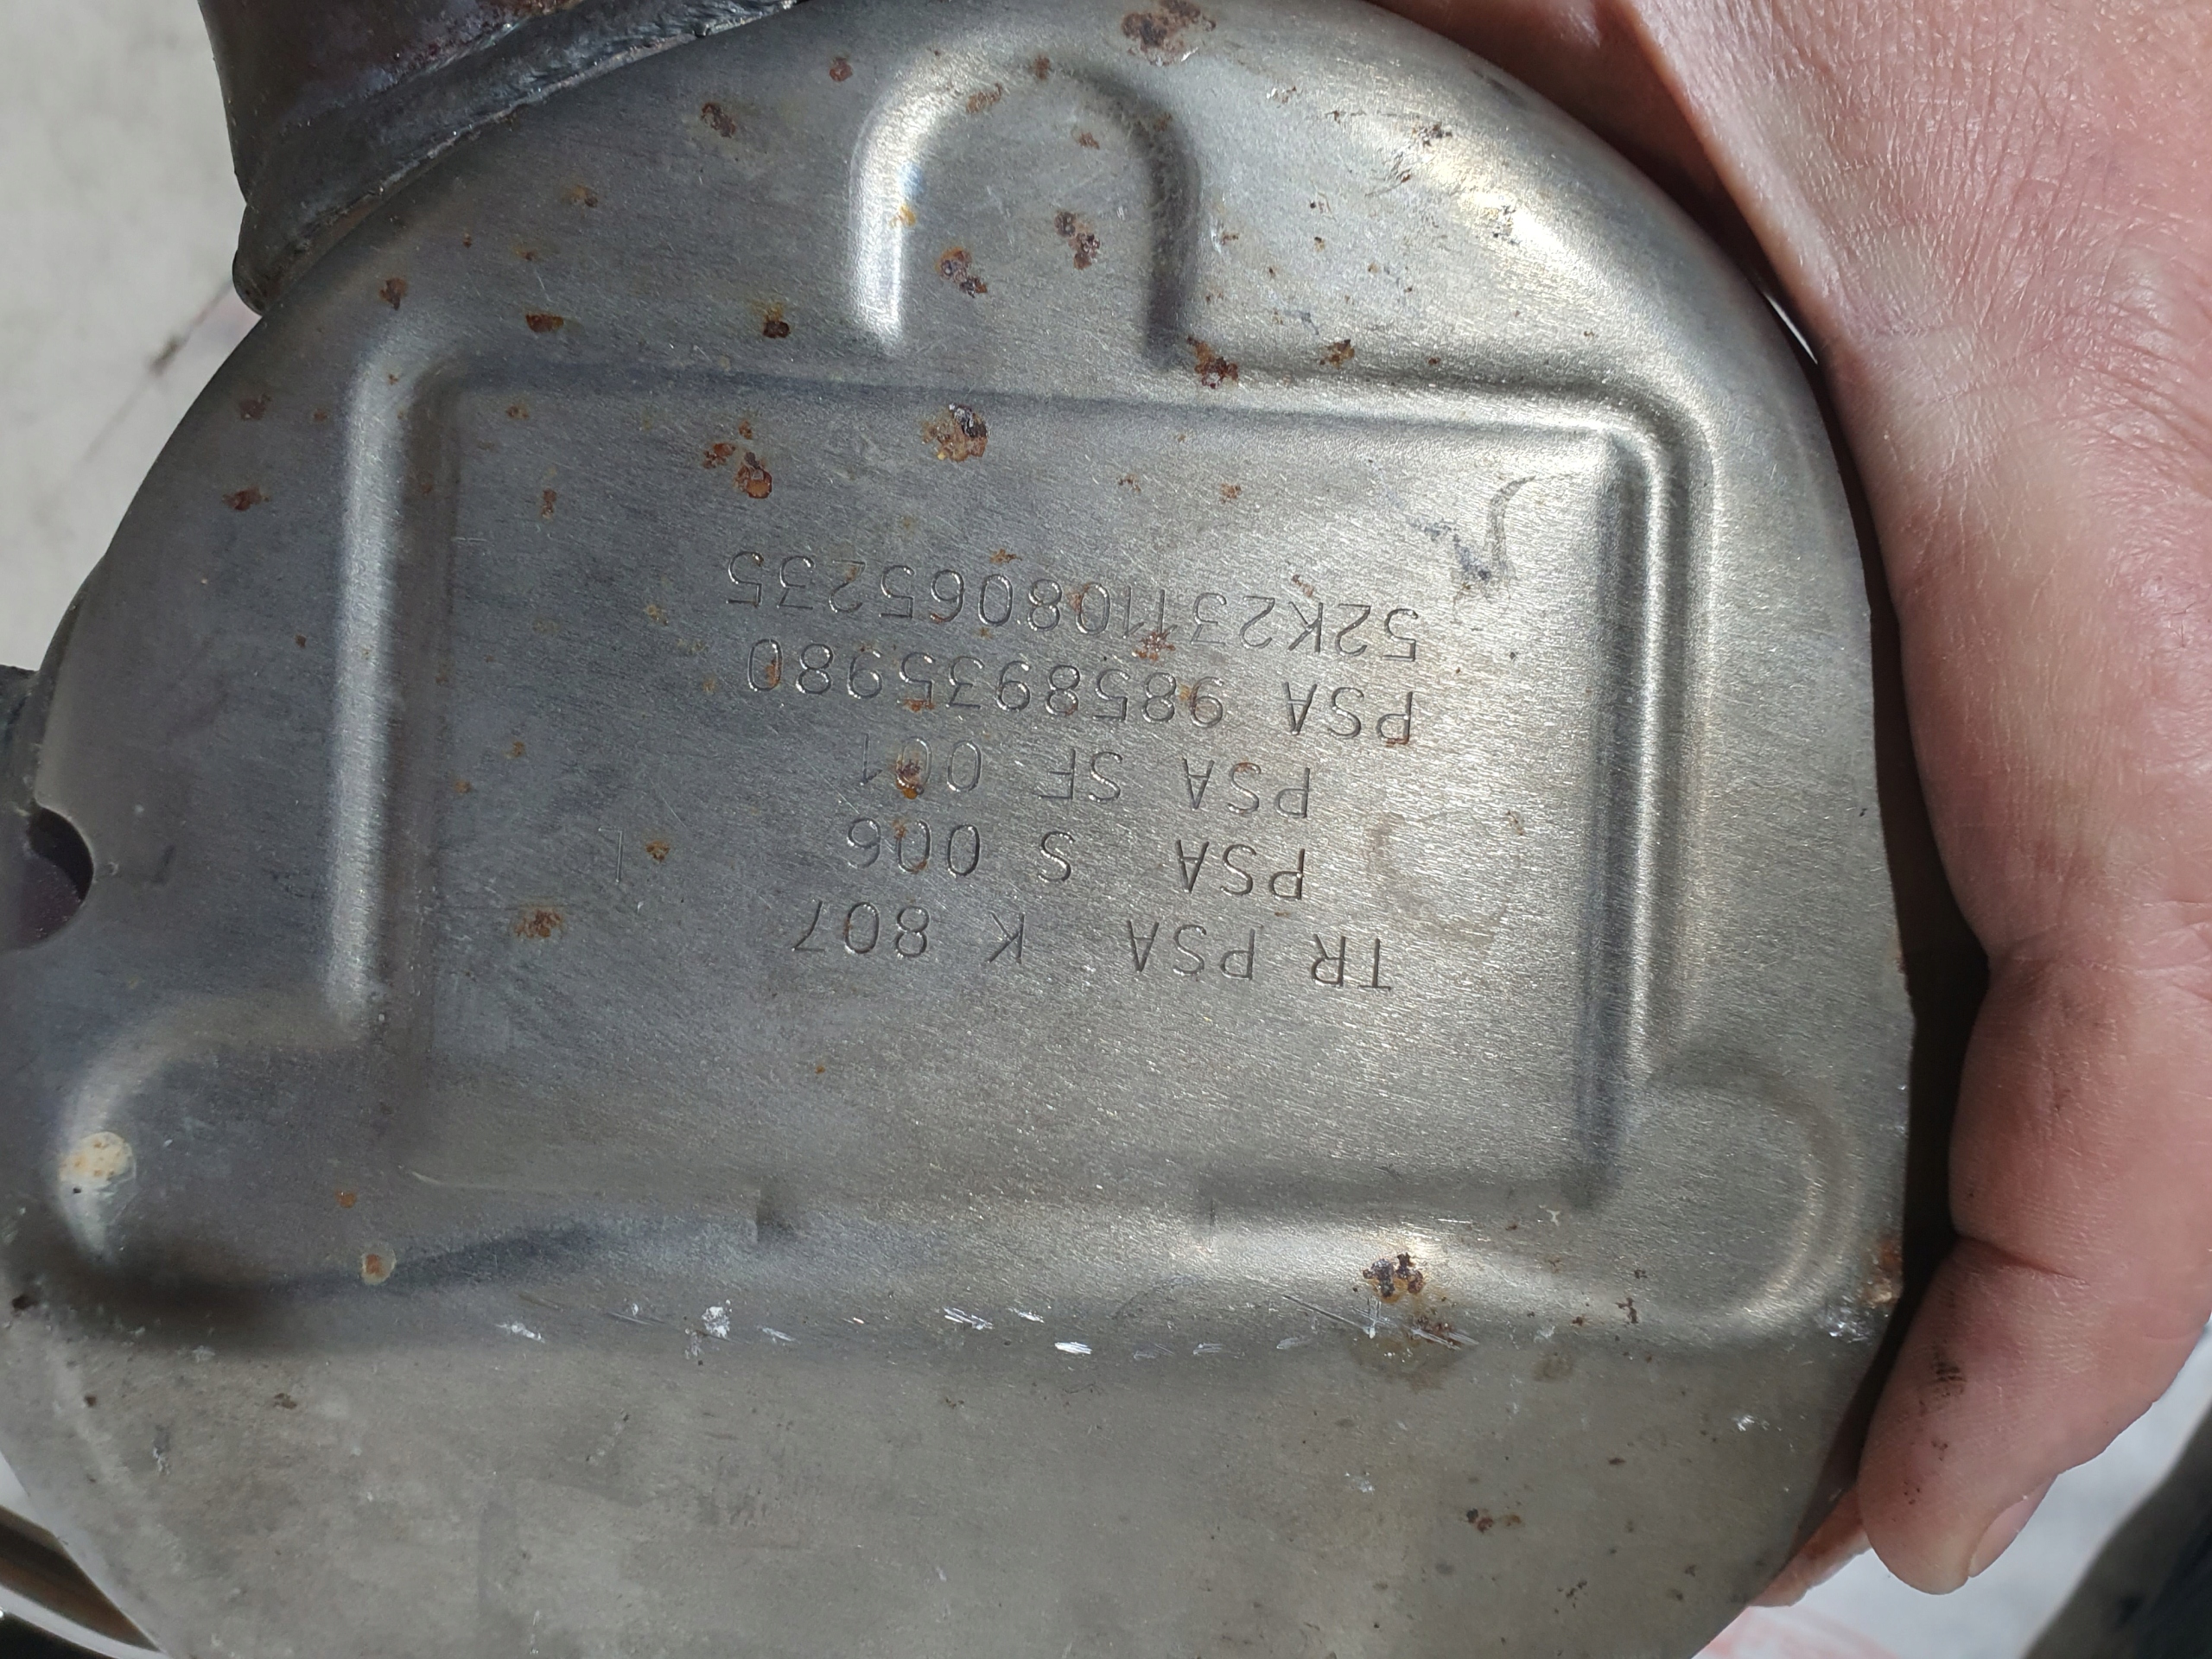 TR PSA K 807
PSA S 006
PSA SF 001
PSA 9858935980
52K231108065235